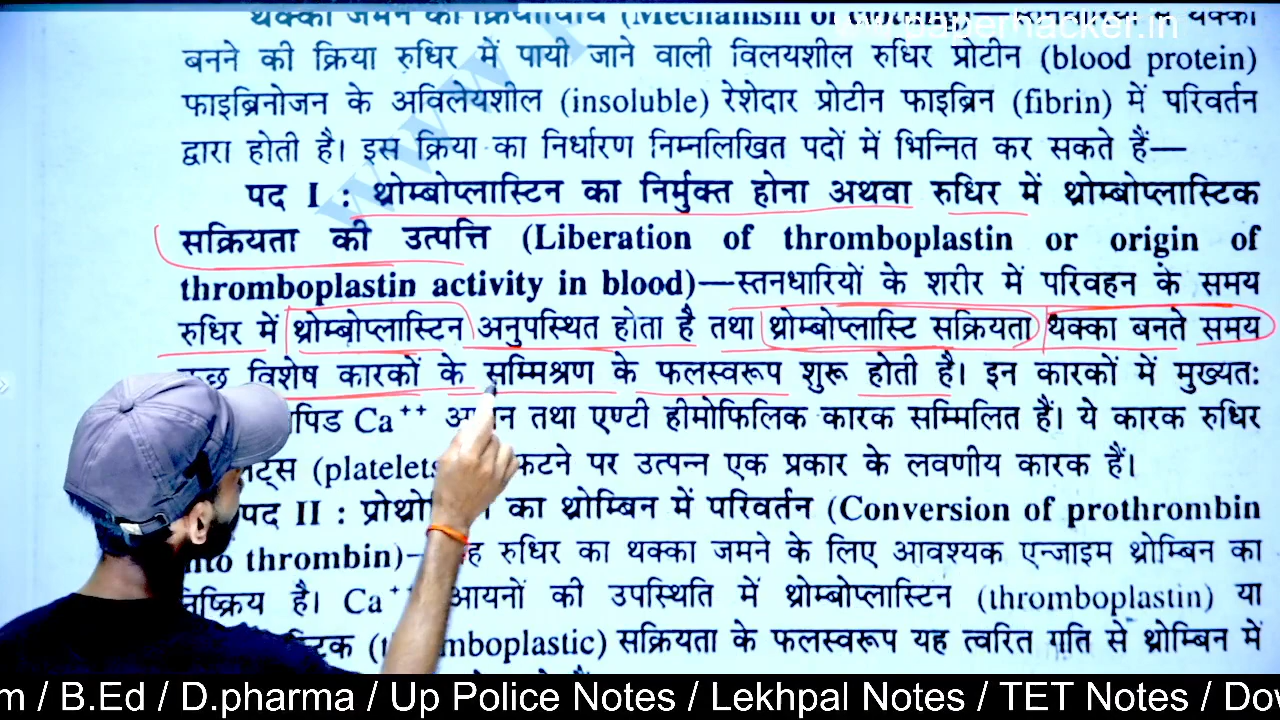 थक्का जमने की क्रियाविधि (Mechanism of
www.paperhacker.in
बनने की क्रिया रुधिर में पायी जाने वाली विलयशील रुधिर प्रोटीन (blood protein)
फाइब्रिनोजन के अविलेयशील (insoluble) रेशेदार प्रोटीन फाइब्रिन (fibrin) में परिवर्तन
द्वारा होती है। इस क्रिया का निर्धारण निम्नलिखित पदों में भिन्नित कर सकते हैं—
पद I : थ्रोम्बोप्लास्टिन का निर्मुक्त होना अथवा रुधिर में थ्रोम्बोप्लास्टिक
सक्रियता की उत्पत्ति (Liberation of thromboplastin or origin of
thromboplastin activity in blood)—स्तनधारियों के शरीर में परिवहन के समय
रुधिर में थ्रोम्बोप्लास्टिन अनुपस्थित होता है तथा थ्रोम्बोप्लास्टि सक्रियता थक्का बनते समय
विशेष कारकों के सम्मिश्रण के फलस्वरूप शुरू होती है। इन कारकों में मुख्यत:
पिड Ca⁺⁺ तथा एण्टी हीमोफिलिक कारक सम्मिलित हैं। ये कारक रुधिर
(platelets फटने पर उत्पन्न एक प्रकार के लवणीय कारक हैं।
पद II : का थ्रोम्बिन में परिवर्तन (Conversion of prothrombin
into thrombin)— रुधिर का थक्का जमने के लिए आवश्यक एन्जाइम थ्रोम्बिन का
है। Ca⁺⁺ आयनों की उपस्थिति में थ्रोम्बोप्लास्टिन (thromboplastin) या
सक्रियता के फलस्वरूप यह त्वरित गति से थ्रोम्बिन में
/ B.Ed / D.pharma / Up Police Notes / Lekhpal Notes / TET Notes /